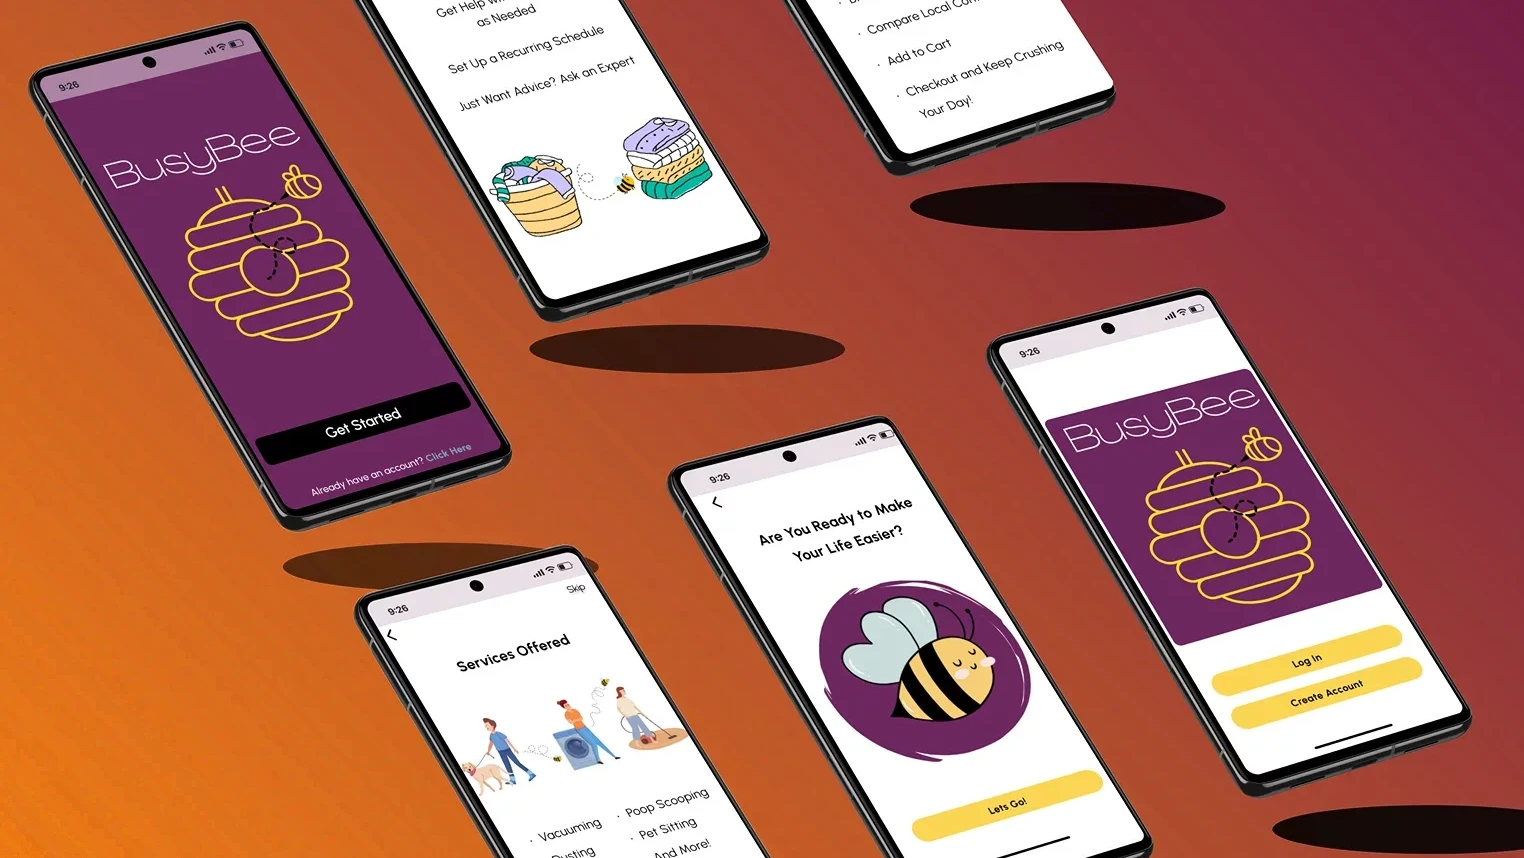 9:26
BusyBee
Get Started
Already have an account? Click Here
Get Help
as Needed
Set Up a Recurring Schedule
Just Want Advice? Ask an Expert
Compare Local
Add to Cart
Checkout and Keep Crushing
Your Day!
9:26
Skip
Services Offered
Vacuuming
Dusting
Poop Scooping
Pet Sitting
And More!
9:26
Are You Ready to Make
Your Life Easier?
Lets Go!
9:26
BusyBee
Log In
Create Account